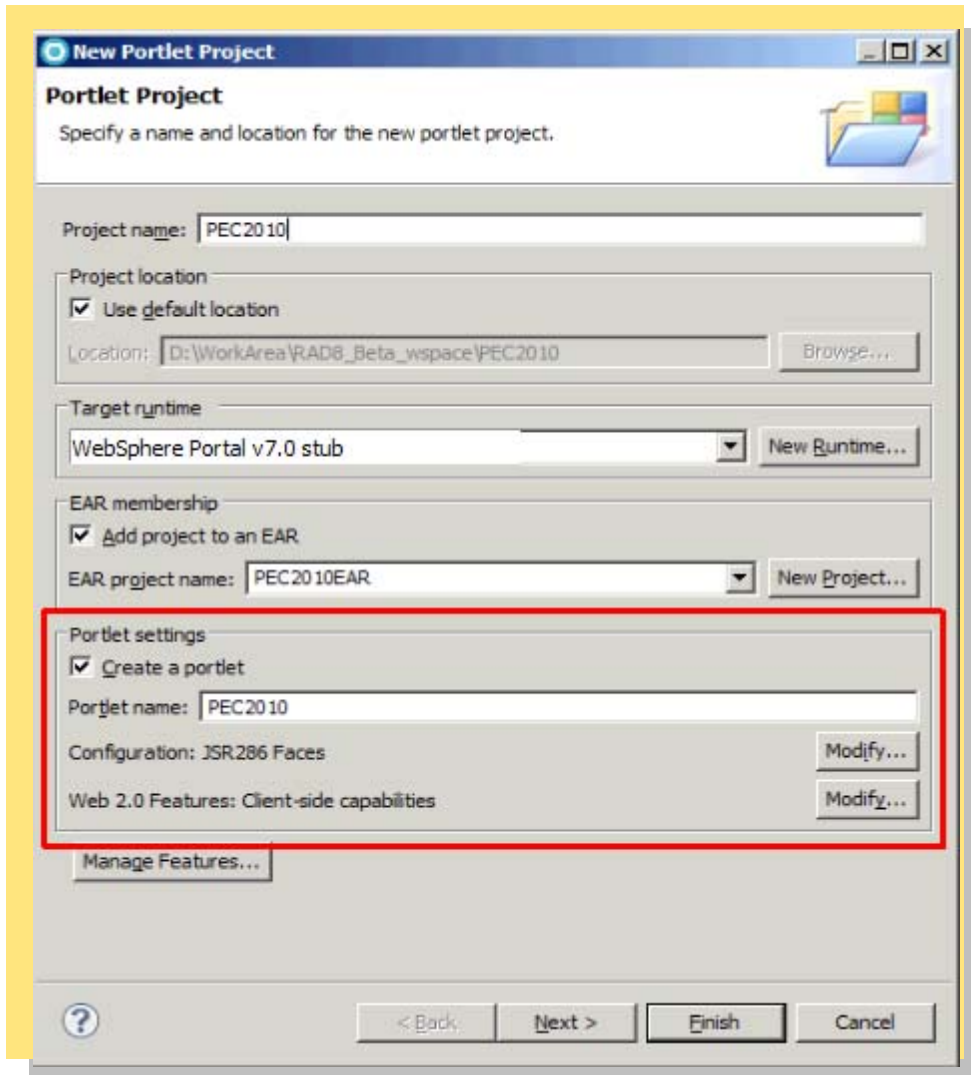 New Portlet Project
Portlet Project
Specify a name and location for the new portlet project.
Project name: PEC2010
Project location
Use default location
Location: D:\WorkArea\RAD8_Beta_wspace\PEC2010 Browse...
Target runtime
WebSphere Portal v7.0 stub New Runtime...
EAR membership
Add project to an EAR
EAR project name: PEC2010EAR New Project...
Portlet settings
Create a portlet
Portlet name: PEC2010
Configuration: JSR286 Faces Modify...
Web 2.0 Features: Client-side capabilities Modify...
Manage Features...
? < Back Next > Finish Cancel